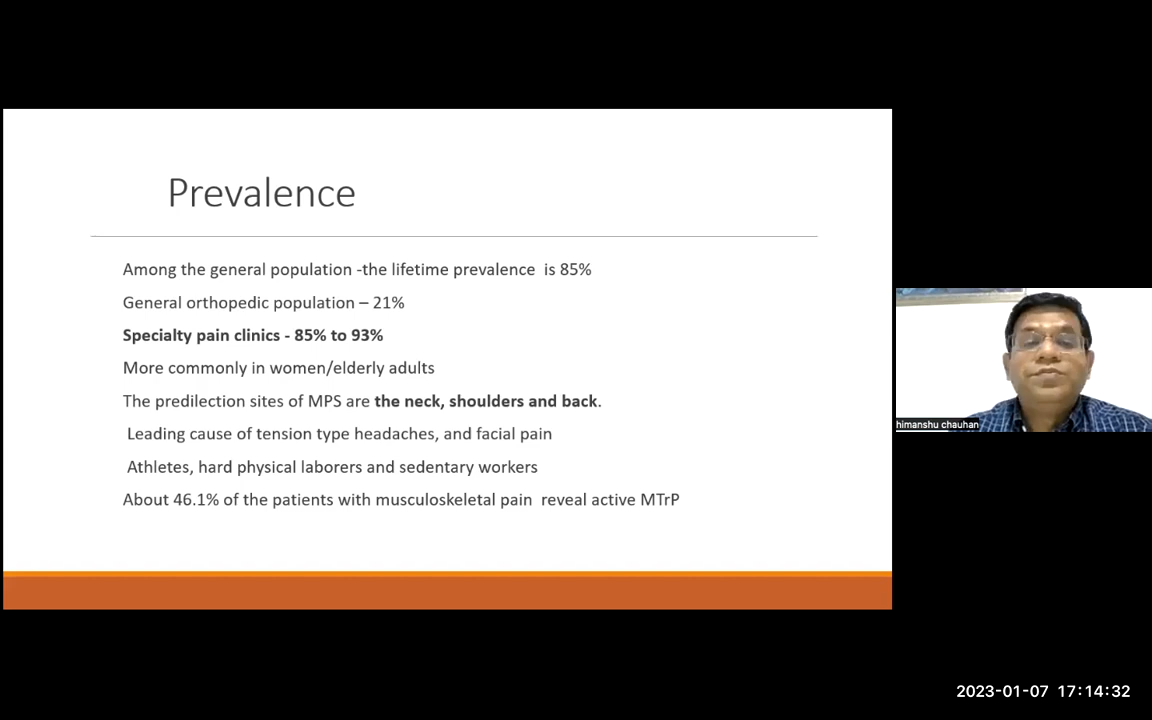 Prevalence
Among the general population -the lifetime prevalence  is 85%
General orthopedic population – 21%
Specialty pain clinics - 85% to 93%
More commonly in women/elderly adults
The predilection sites of MPS are the neck, shoulders and back.
Leading cause of tension type headaches, and facial pain
Athletes, hard physical laborers and sedentary workers
About 46.1% of the patients with musculoskeletal pain  reveal active MTrP
himanshu chauhan
2023-01-07 17:14:32